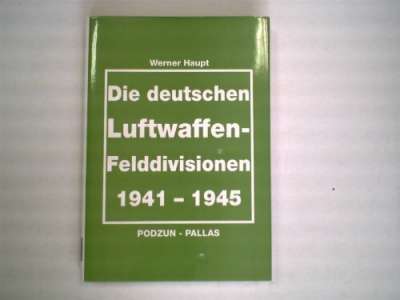 Werner Haupt
Die deutschen
Luftwaffen-
Felddivisionen
1941 – 1945
PODZUN - PALLAS